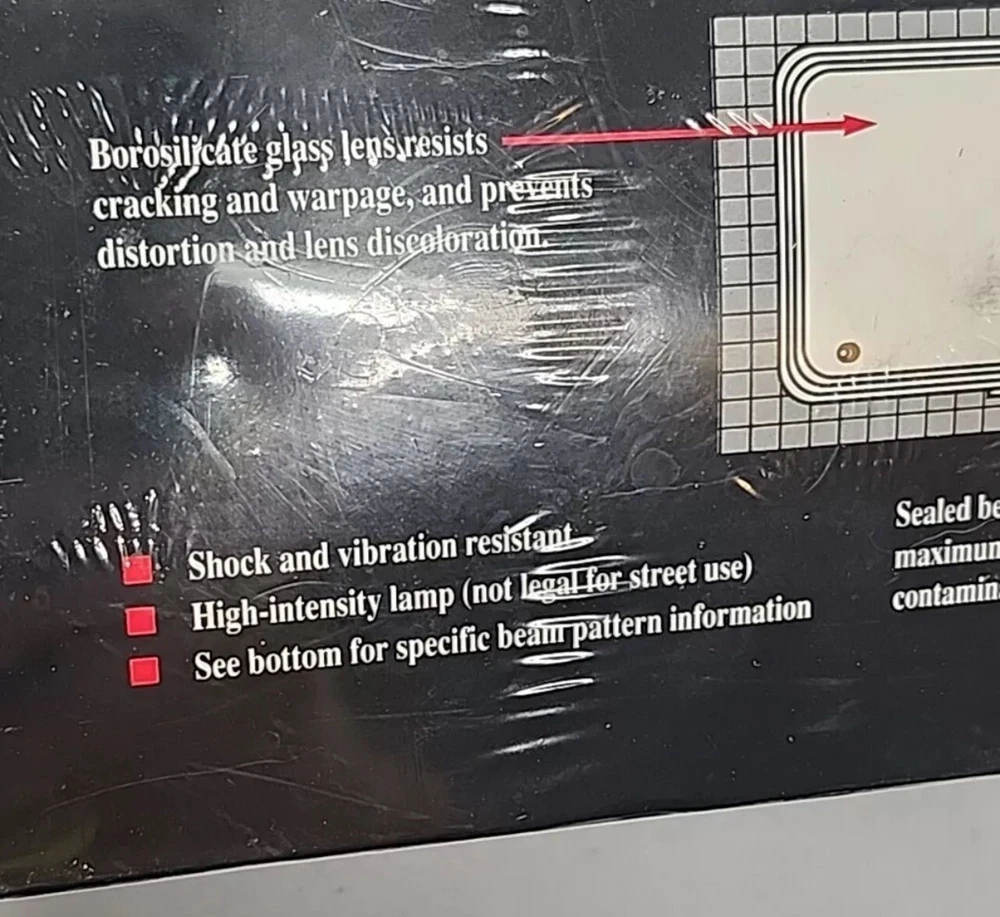 Borosilicate glass lens resists
cracking and warpage, and prevents
distortion and lens discoloration.
Shock and vibration resistant
High-intensity lamp (not legal for street use)
See bottom for specific beam pattern information
Sealed be
maximum
contamin